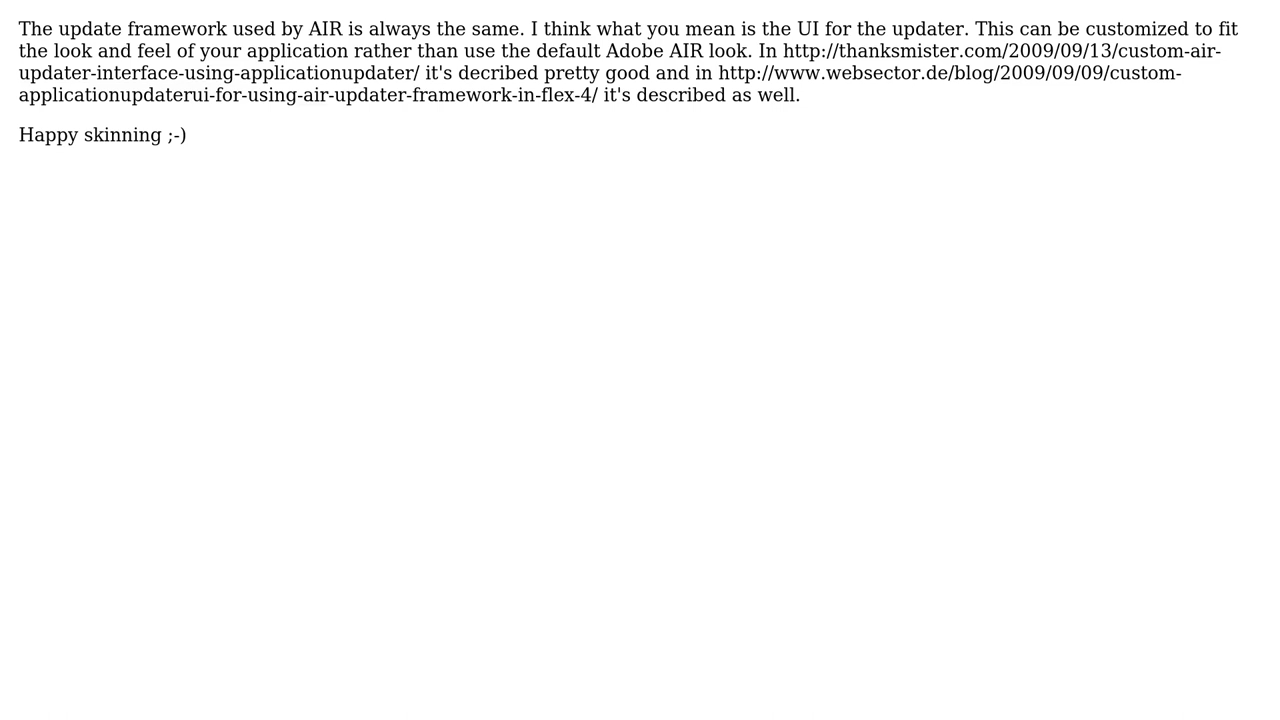 The update framework used by AIR is always the same. I think what you mean is the UI for the updater. This can be customized to fit
the look and feel of your application rather than use the default Adobe AIR look. In http://thanksmister.com/2009/09/13/custom-air-
updater-interface-using-applicationupdater/ it's decribed pretty good and in http://www.websector.de/blog/2009/09/09/custom-
applicationupdaterui-for-using-air-updater-framework-in-flex-4/ it's described as well.
Happy skinning ;-)